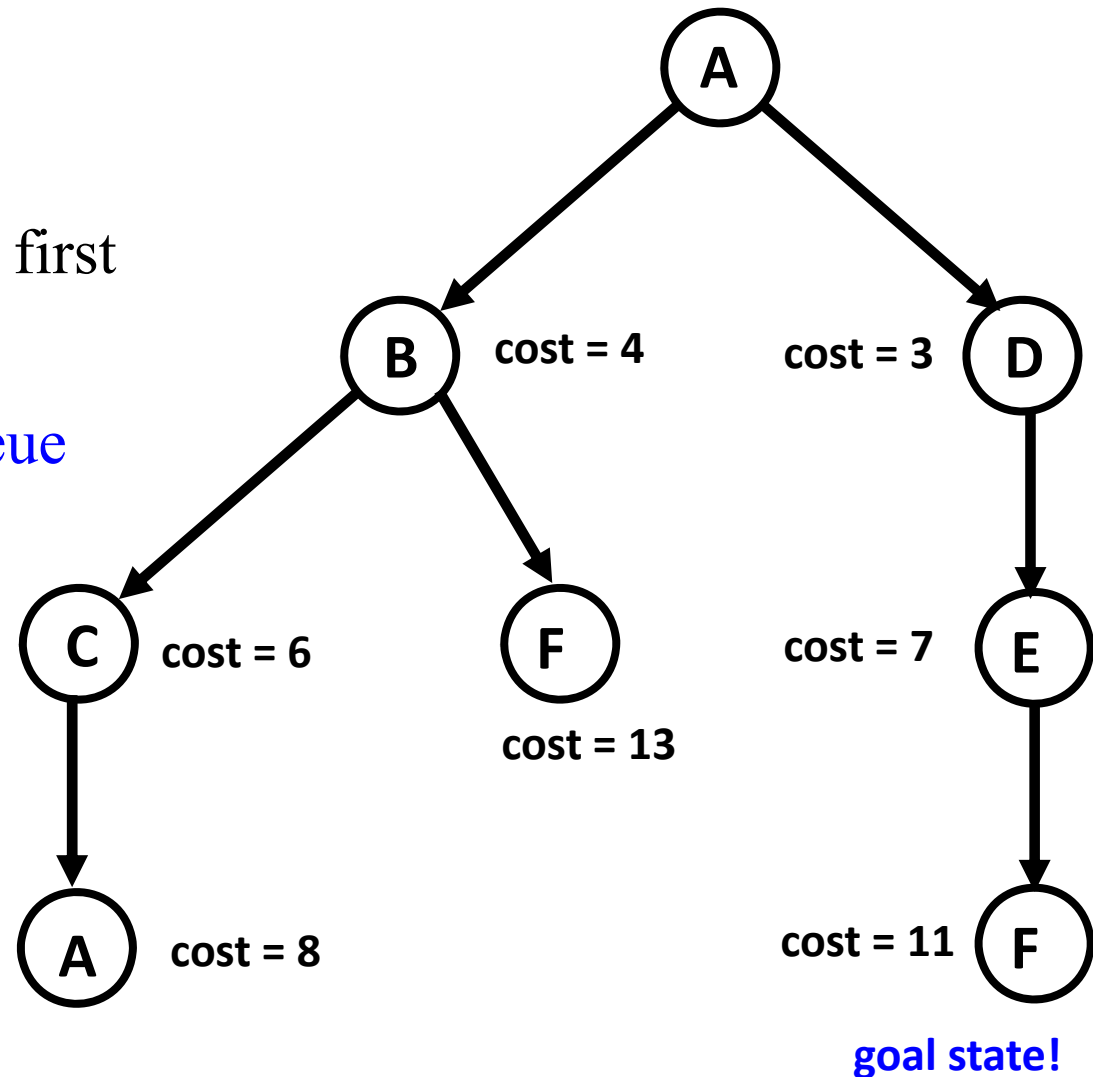 A
first
B
cost = 4
cost = 3
D
eue
C
cost = 6
F
cost = 7
E
cost = 13
A
cost = 8
cost = 11
F
goal state!